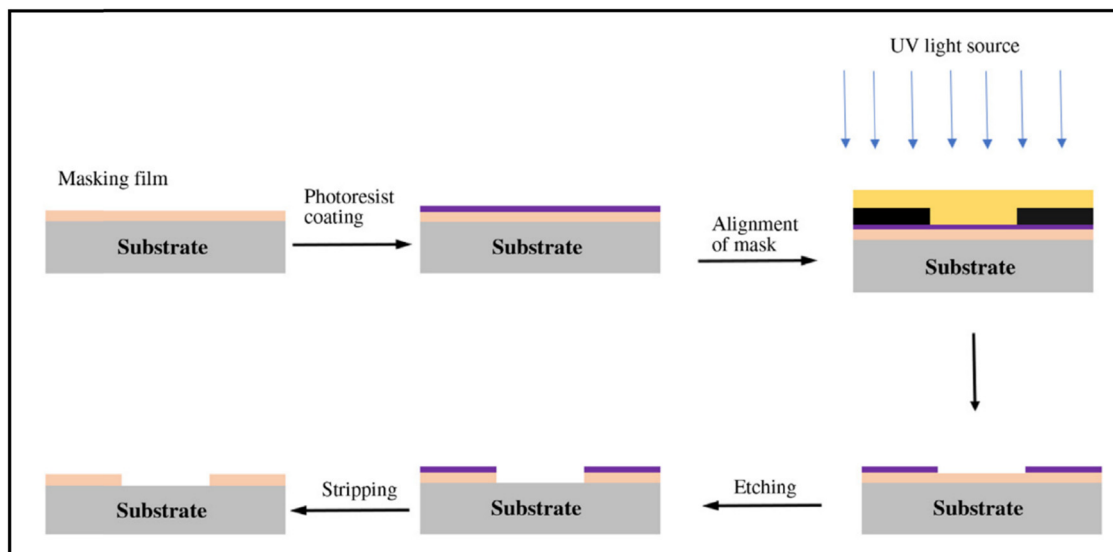 UV light source
Masking film
Photoresist
coating
Substrate
Substrate
Alignment
of mask
Substrate
Substrate
Stripping
Substrate
Etching
Substrate